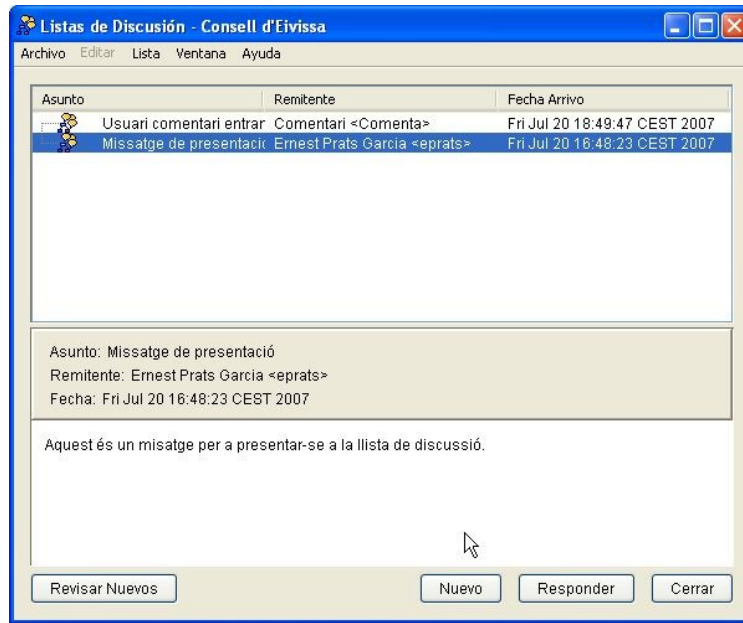 Listas de Discusión - Consell d'Eivissa
Archivo Editar Lista Ventana Ayuda
Asunto Remitente Fecha Arrivo
Usuari comentari entrar Comentari <Comenta> Fri Jul 20 18:49:47 CEST 2007
Missatge de presentació Ernest Prats Garcia <eprats> Fri Jul 20 16:48:23 CEST 2007
Asunto: Missatge de presentació
Remitente: Ernest Prats Garcia <eprats>
Fecha: Fri Jul 20 16:48:23 CEST 2007
Aquest és un misatge per a presentar-se a la llista de discussió.
Revisar Nuevos Nuevo Responder Cerrar